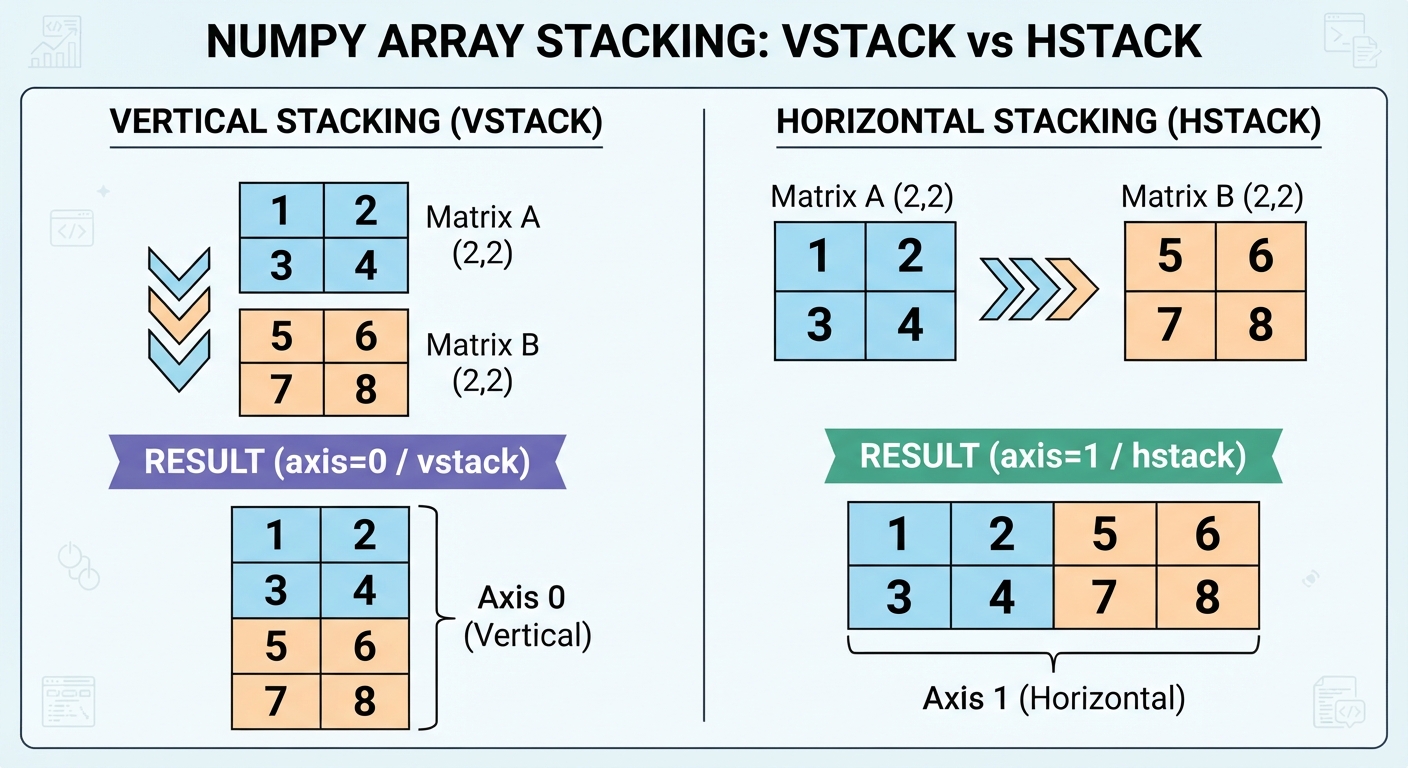 NUMPY ARRAY STACKING: VSTACK vs HSTACK
VERTICAL STACKING (VSTACK)
1 2
3 4
Matrix A
(2,2)
5 6
7 8
Matrix B
(2,2)
RESULT (axis=0 / vstack)
1 2
3 4
5 6
7 8
Axis 0
(Vertical)
HORIZONTAL STACKING (HSTACK)
Matrix A (2,2)
1 2
3 4
Matrix B (2,2)
5 6
7 8
RESULT (axis=1 / hstack)
1 2 5 6
3 4 7 8
Axis 1 (Horizontal)